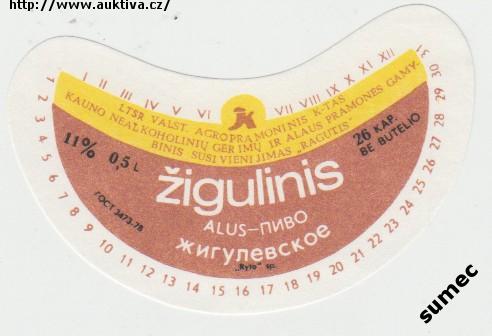 http://www.auktiva.cz/
I II III IV V VI VII VIII IX X XI XII
LTSR VALST. AGROPRAMONINIS K-TAS
KAUNO NEALKOHOLINIŲ GĖRIMŲ IR ALAUS PRAMONĖS GAMY-
BINIS SUSIVIENIJIMAS „RAGUTIS"
11% 0,5 L
26 KAP.
BE BUTELIO
žigulinis
ALUS—ПИВО
жигулевское
ГОСТ 3473-78
„Ryto" sp.
1 2 3 4 5 6 7 8 9 10 11 12 13 14 15 16 17 18 19 20 21 22 23 24 25 26 27 28 29 30 31
sumec